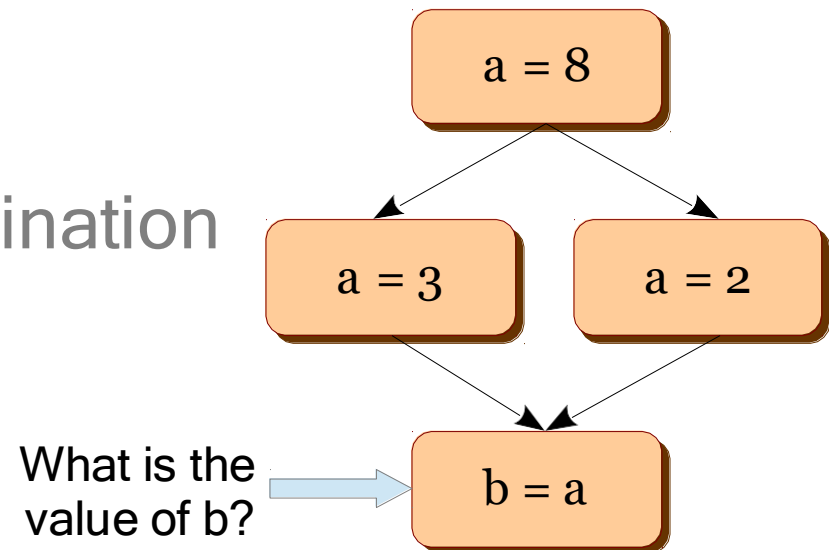 a = 8
ination
a = 3
a = 2
What is the
value of b?
b = a